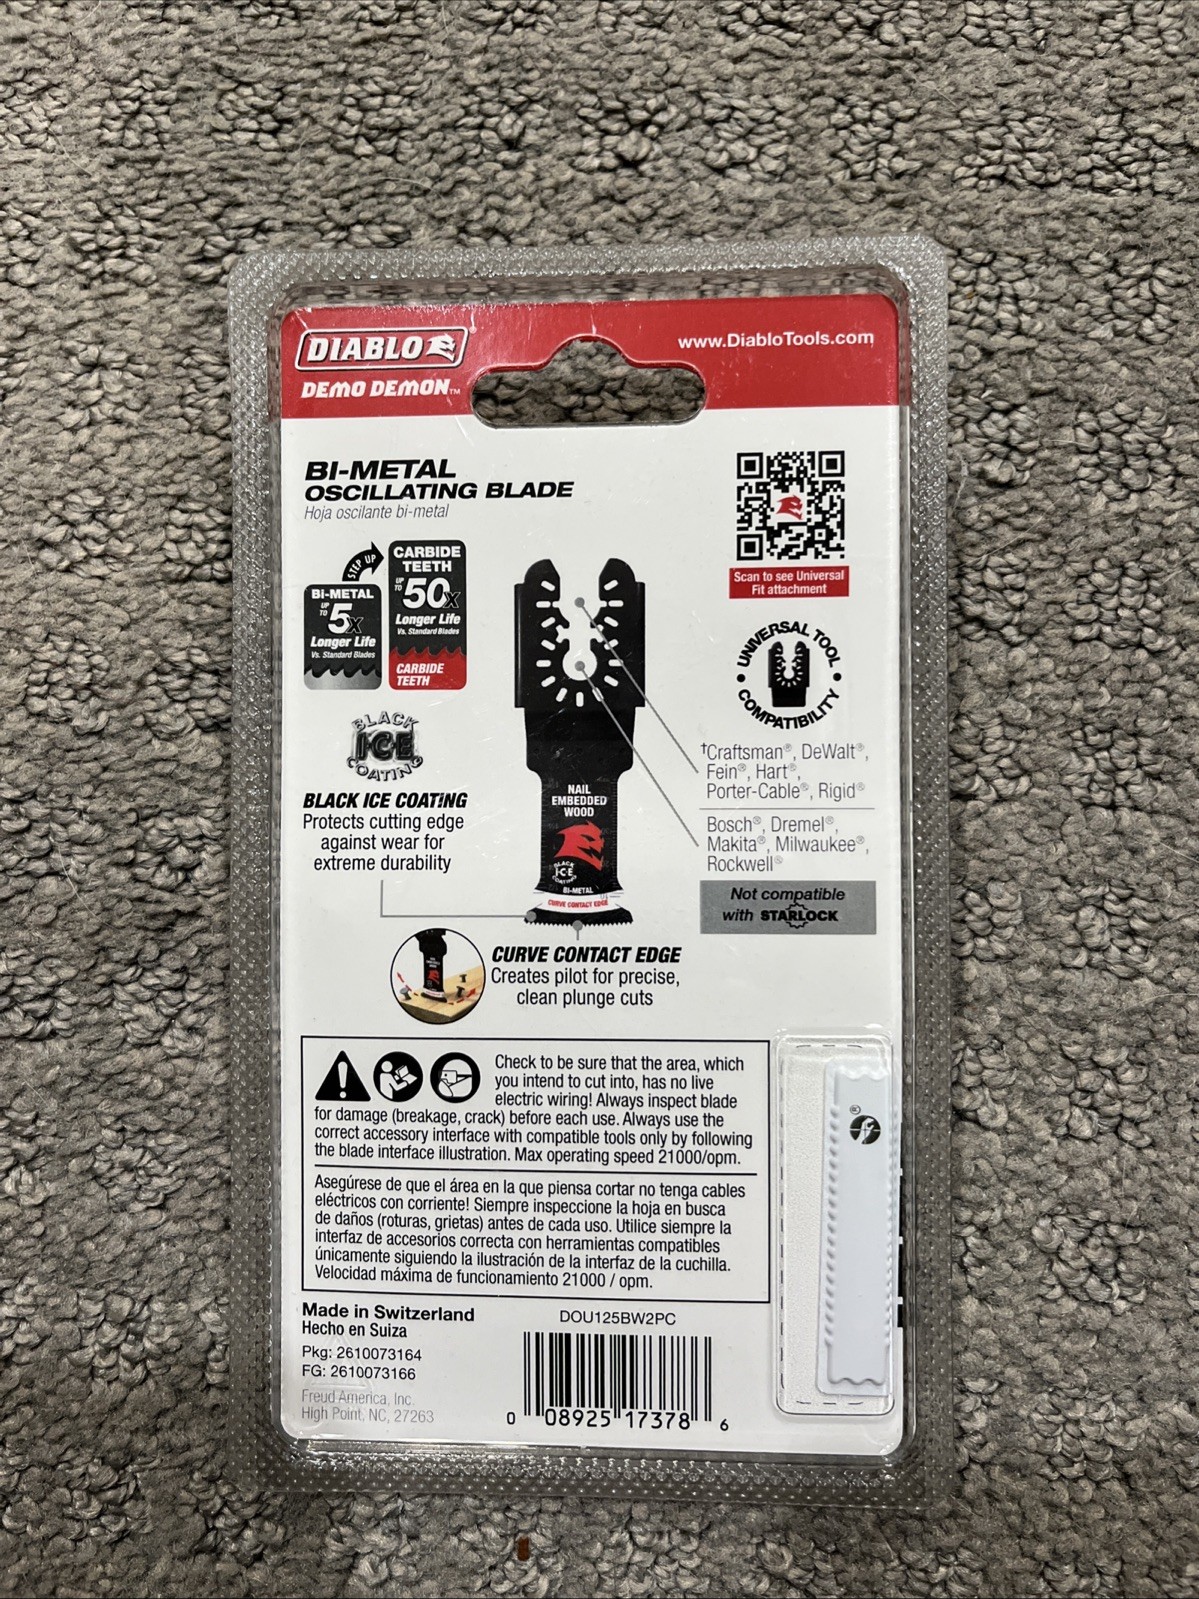 DIABLO
DEMO DEMON™
www.DiabloTools.com
BI-METAL
OSCILLATING BLADE
Hoja oscilante bi-metal
STEP UP
BI-METAL
UP TO 5x
Longer Life
Vs. Standard Blades
CARBIDE
TEETH
UP TO 50x
Longer Life
Vs. Standard Blades
CARBIDE
TEETH
Scan to see Universal
Fit attachment
• UNIVERSAL TOOL •
COMPATIBILITY
BLACK
ICE
COATING
BLACK ICE COATING
Protects cutting edge
against wear for
extreme durability
NAIL
EMBEDDED
WOOD
BLACK
ICE
COATING
BI-METAL
CURVE CONTACT EDGE
†Craftsman®, DeWalt®,
Fein®, Hart®,
Porter-Cable®, Rigid®
Bosch®, Dremel®,
Makita®, Milwaukee®,
Rockwell®
Not compatible
with STARLOCK
CURVE CONTACT EDGE
Creates pilot for precise,
clean plunge cuts
Check to be sure that the area, which
you intend to cut into, has no live
electric wiring! Always inspect blade
for damage (breakage, crack) before each use. Always use the
correct accessory interface with compatible tools only by following
the blade interface illustration. Max operating speed 21000/opm.
Asegúrese de que el área en la que piensa cortar no tenga cables
eléctricos con corriente! Siempre inspeccione la hoja en busca
de daños (roturas, grietas) antes de cada uso. Utilice siempre la
interfaz de accesorios correcta con herramientas compatibles
únicamente siguiendo la ilustración de la interfaz de la cuchilla.
Velocidad máxima de funcionamiento 21000 / opm.
Made in Switzerland
Hecho en Suiza
Pkg: 2610073164
FG: 2610073166
Freud America, Inc.
High Point, NC, 27263
DOU125BW2PC
0 08925 17378 6
®